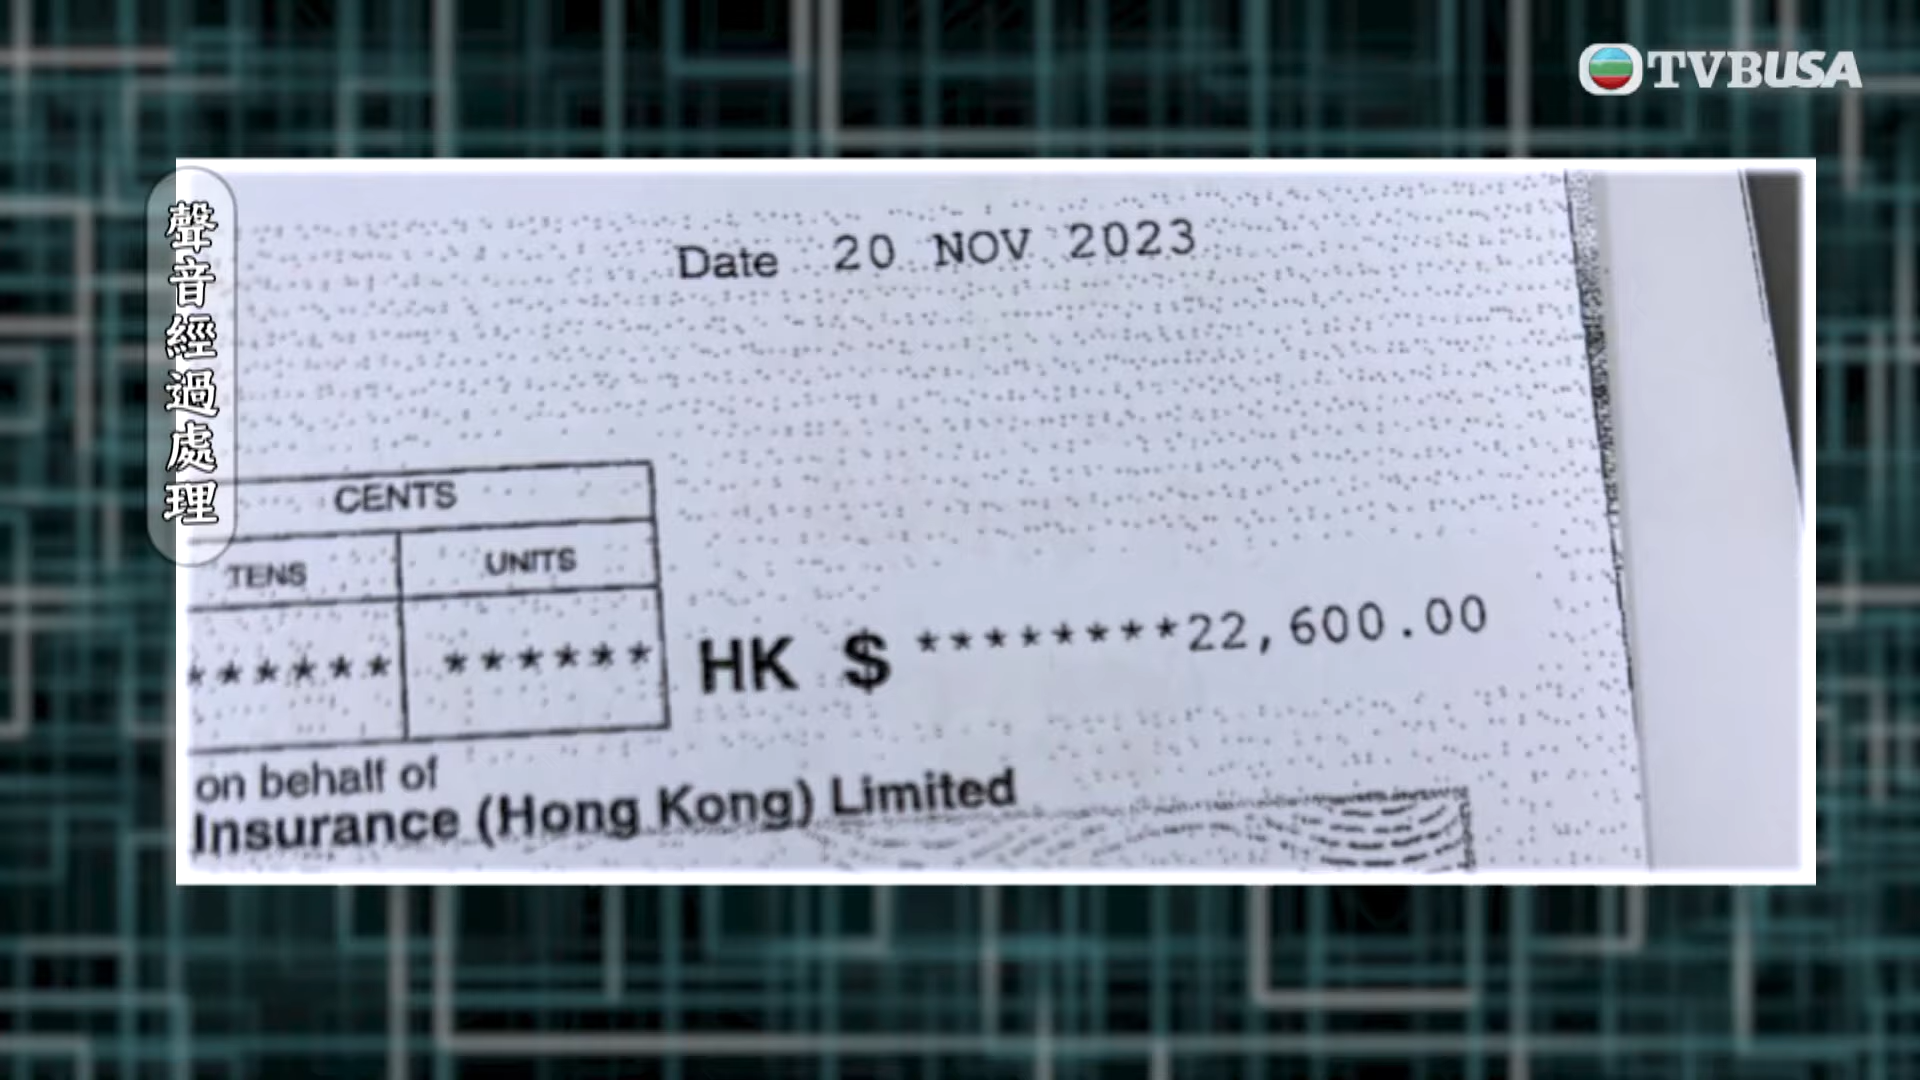 TVBUSA
聲音經過處理
Date 20 NOV 2023
CENTS
TENS UNITS
****** ****** HK $ ********22,600.00
on behalf of
Insurance (Hong Kong) Limited